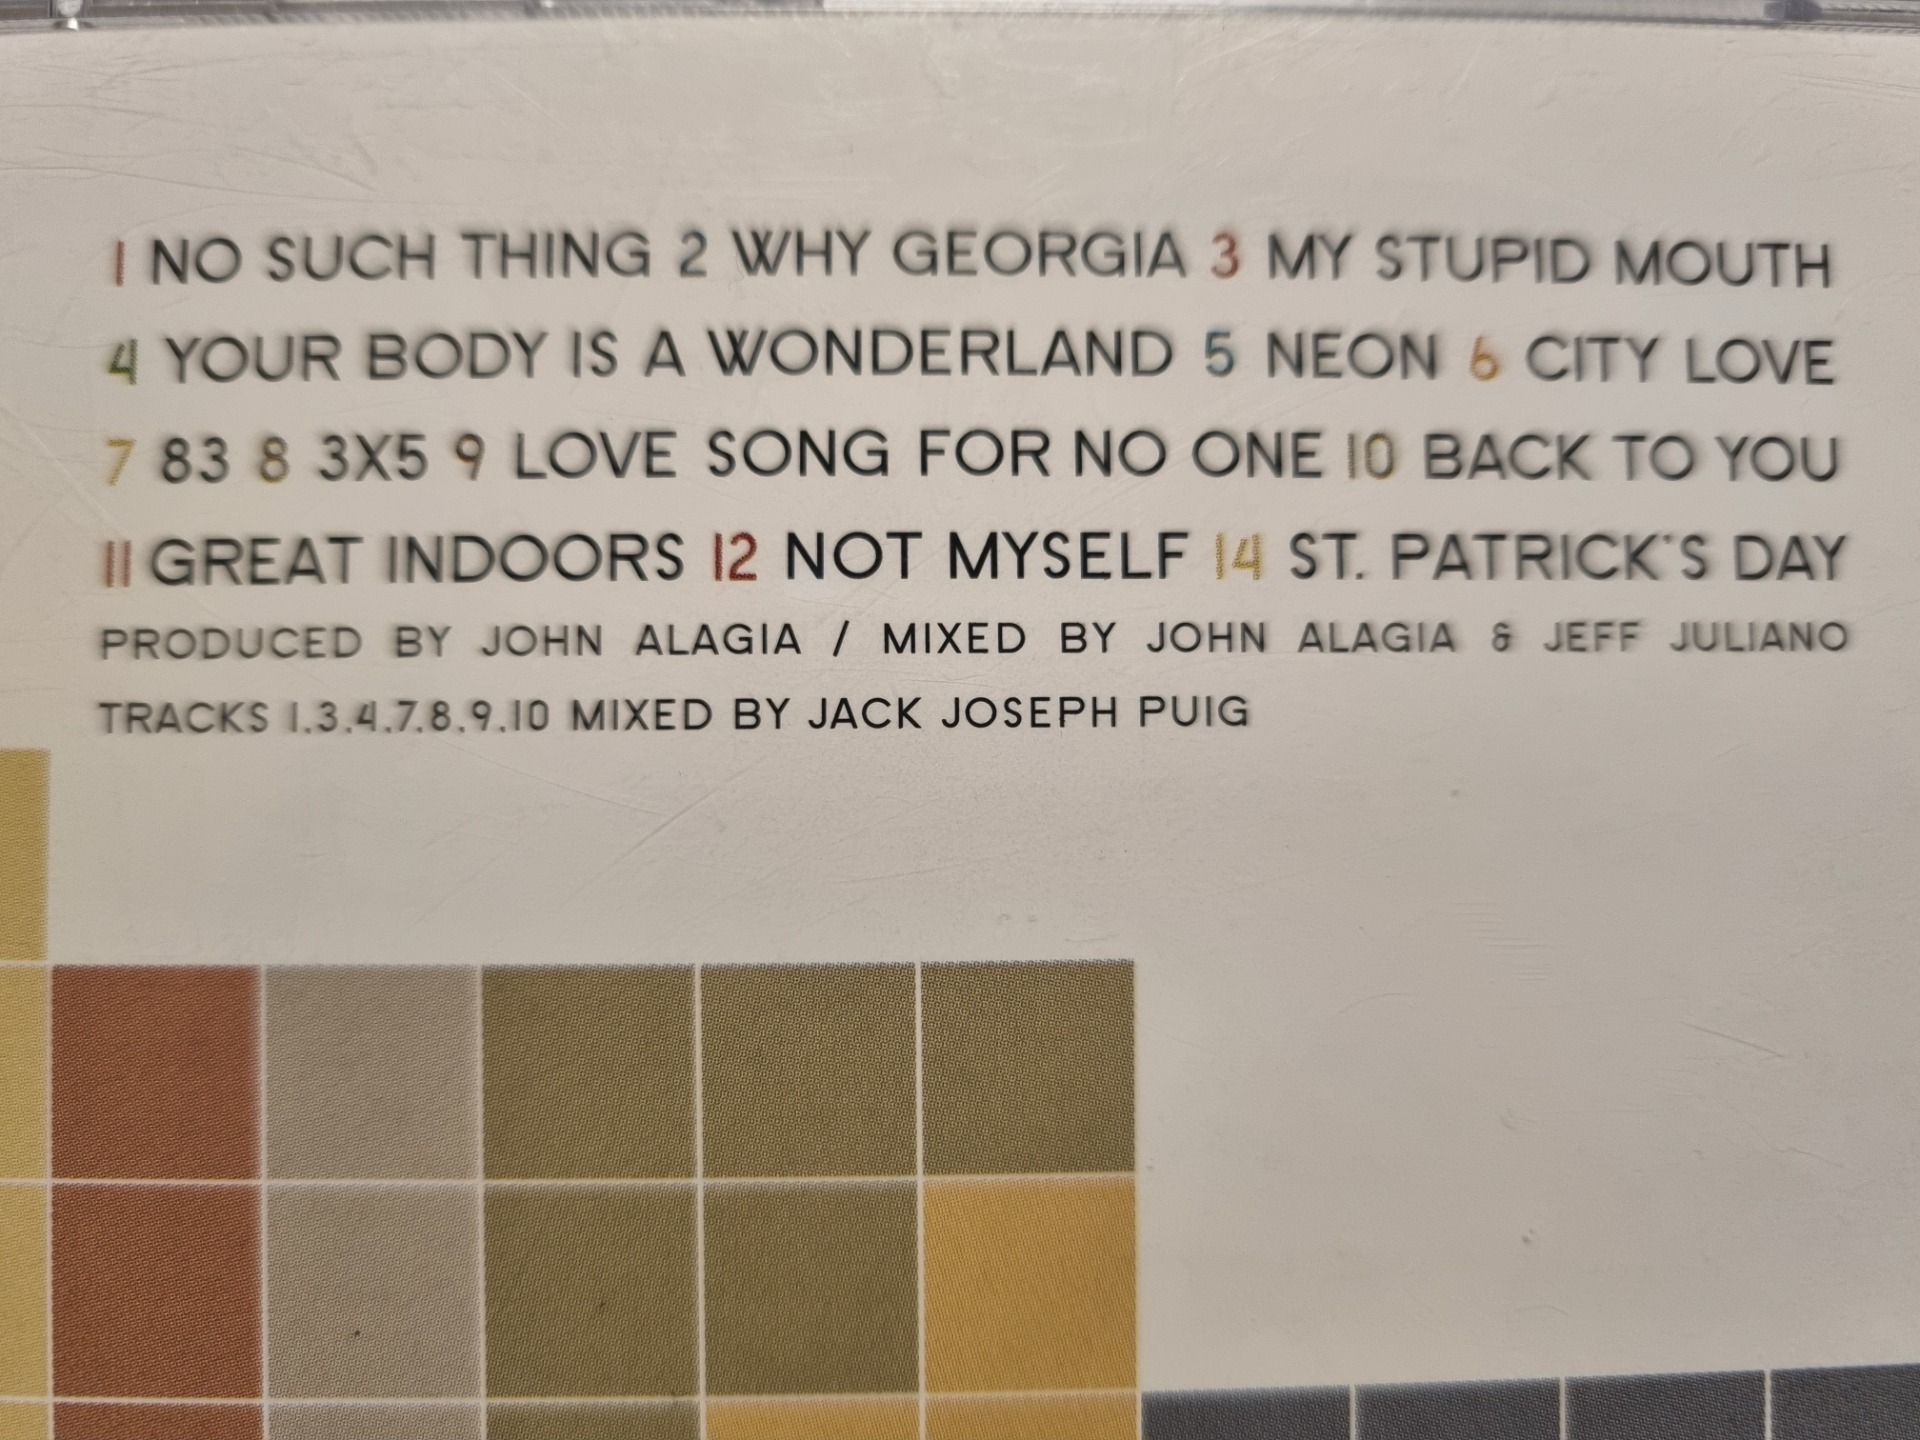 1 NO SUCH THING 2 WHY GEORGIA 3 MY STUPID MOUTH
4 YOUR BODY IS A WONDERLAND 5 NEON 6 CITY LOVE
7 83 8 3X5 9 LOVE SONG FOR NO ONE 10 BACK TO YOU
11 GREAT INDOORS 12 NOT MYSELF 14 ST. PATRICK'S DAY
PRODUCED BY JOHN ALAGIA / MIXED BY JOHN ALAGIA & JEFF JULIANO
TRACKS 1,3,4,7,8,9,10 MIXED BY JACK JOSEPH PUIG